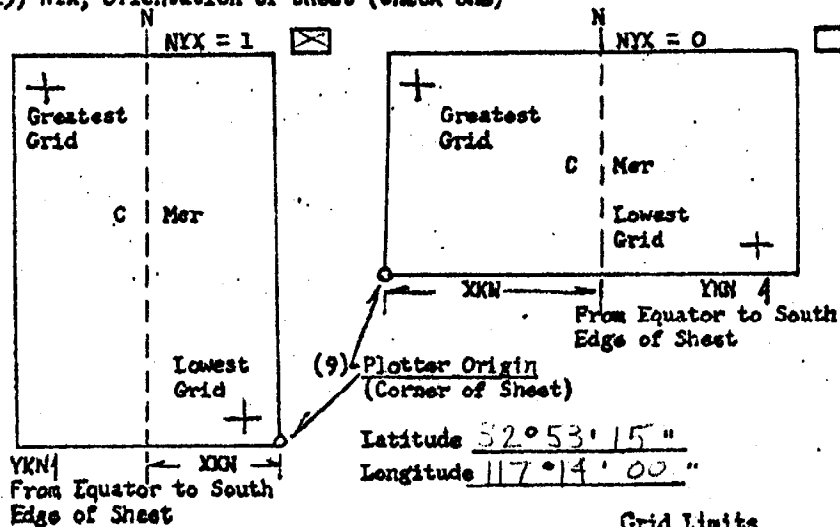 NYX, Orientation of Sheet (Check One)
N
NYX = 1
Greatest
Grid
C Mer
Lowest
Grid
YKN
XKN
From Equator to South
Edge of Sheet
N
NYX = 0
Greatest
Grid
C Mer
Lowest
Grid
XKN
YKN
From Equator to South
Edge of Sheet
(9) Plotter Origin
(Corner of Sheet)
Latitude 32° 53' 15"
Longitude 117° 14' 00"
Grid Limits